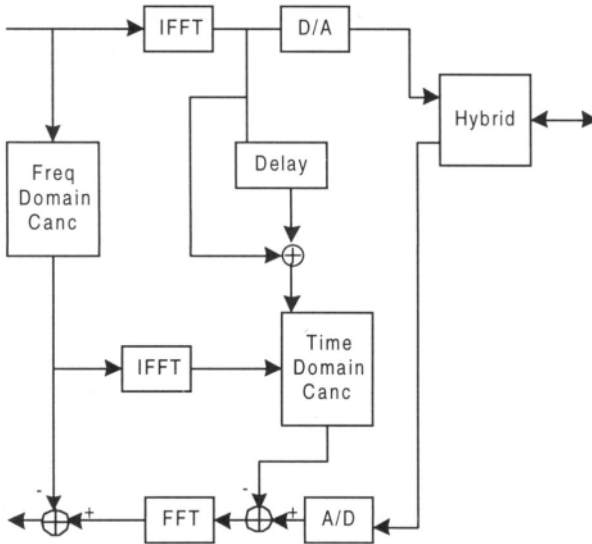 IFFT
D/A
Hybrid
Freq
Domain
Canc
Delay
Time
Domain
Canc
IFFT
-
-
+
FFT
+
A/D